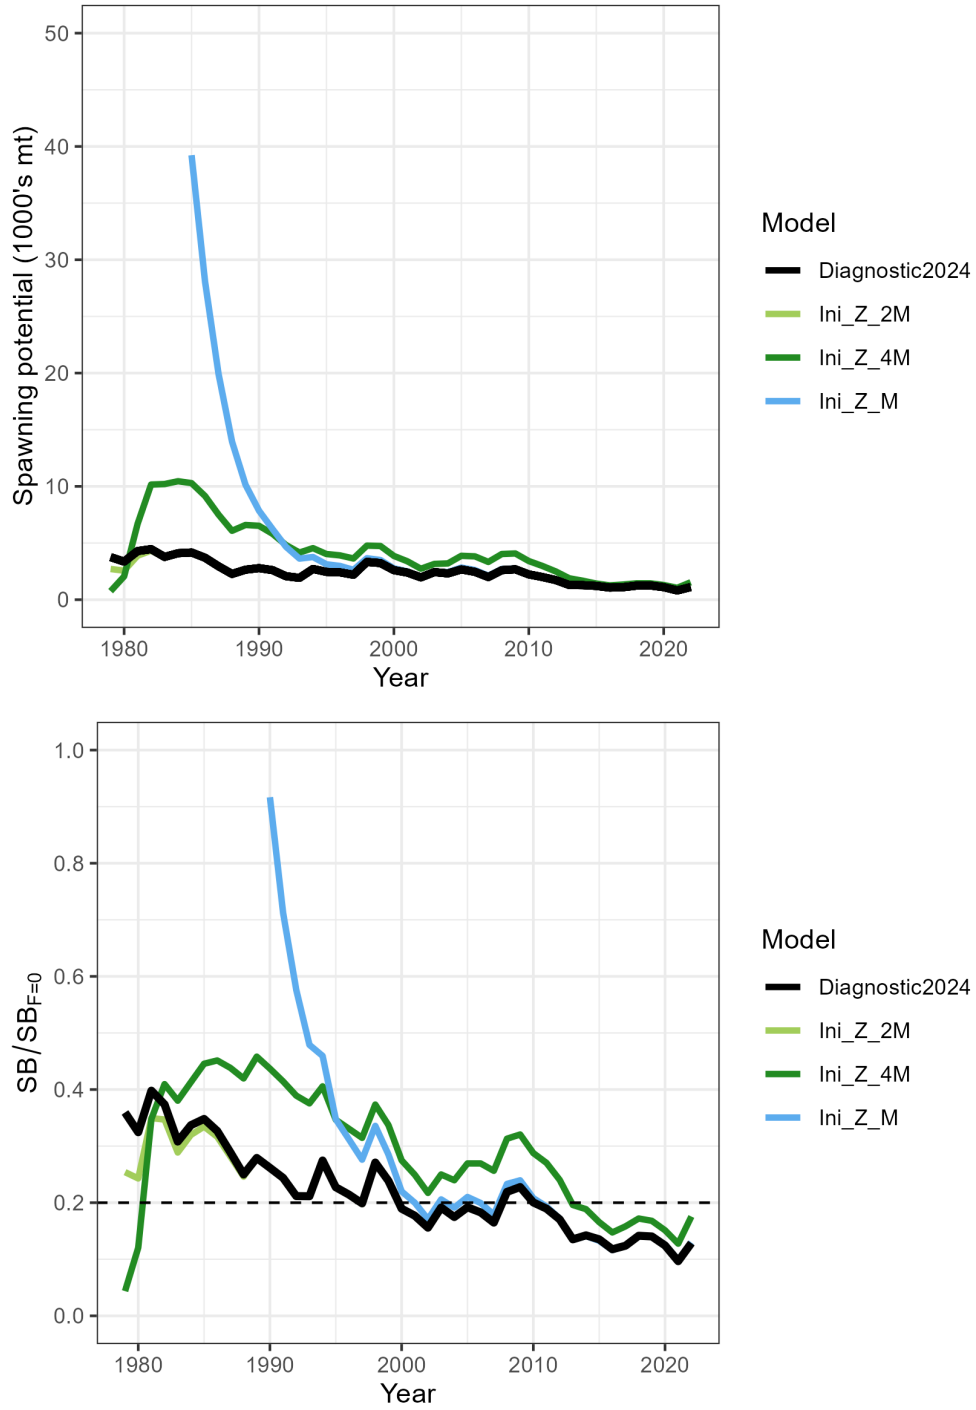 Spawning potential (1000's mt)
50
40
30
20
10
0
1980 1990 2000 2010 2020
Year
Model
Diagnostic2024
Ini_Z_2M
Ini_Z_4M
Ini_Z_M
SB/SBF=0
1.0
0.8
0.6
0.4
0.2
0.0
1980 1990 2000 2010 2020
Year
Model
Diagnostic2024
Ini_Z_2M
Ini_Z_4M
Ini_Z_M